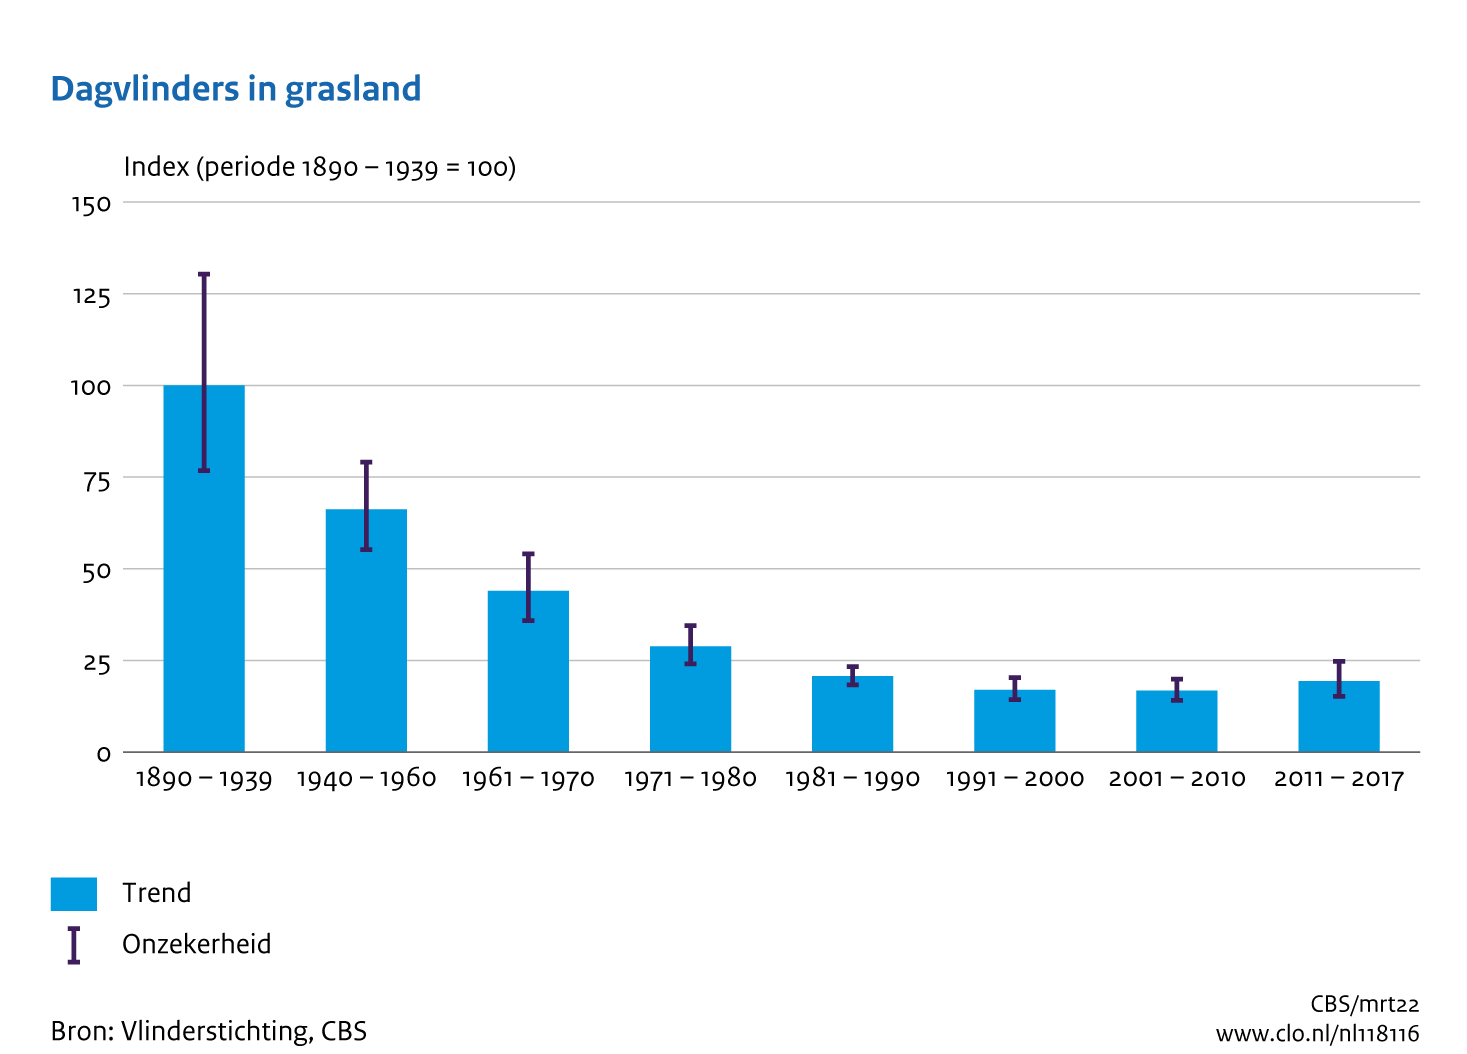 Dagvlinders in grasland
Index (periode 1890 – 1939 = 100)
150
125
100
75
50
25
0
1890 – 1939 1940 – 1960 1961 – 1970 1971 – 1980 1981 – 1990 1991 – 2000 2001 – 2010 2011 – 2017
Trend
Onzekerheid
CBS/mrt22
Bron: Vlinderstichting, CBS
www.clo.nl/nl118116